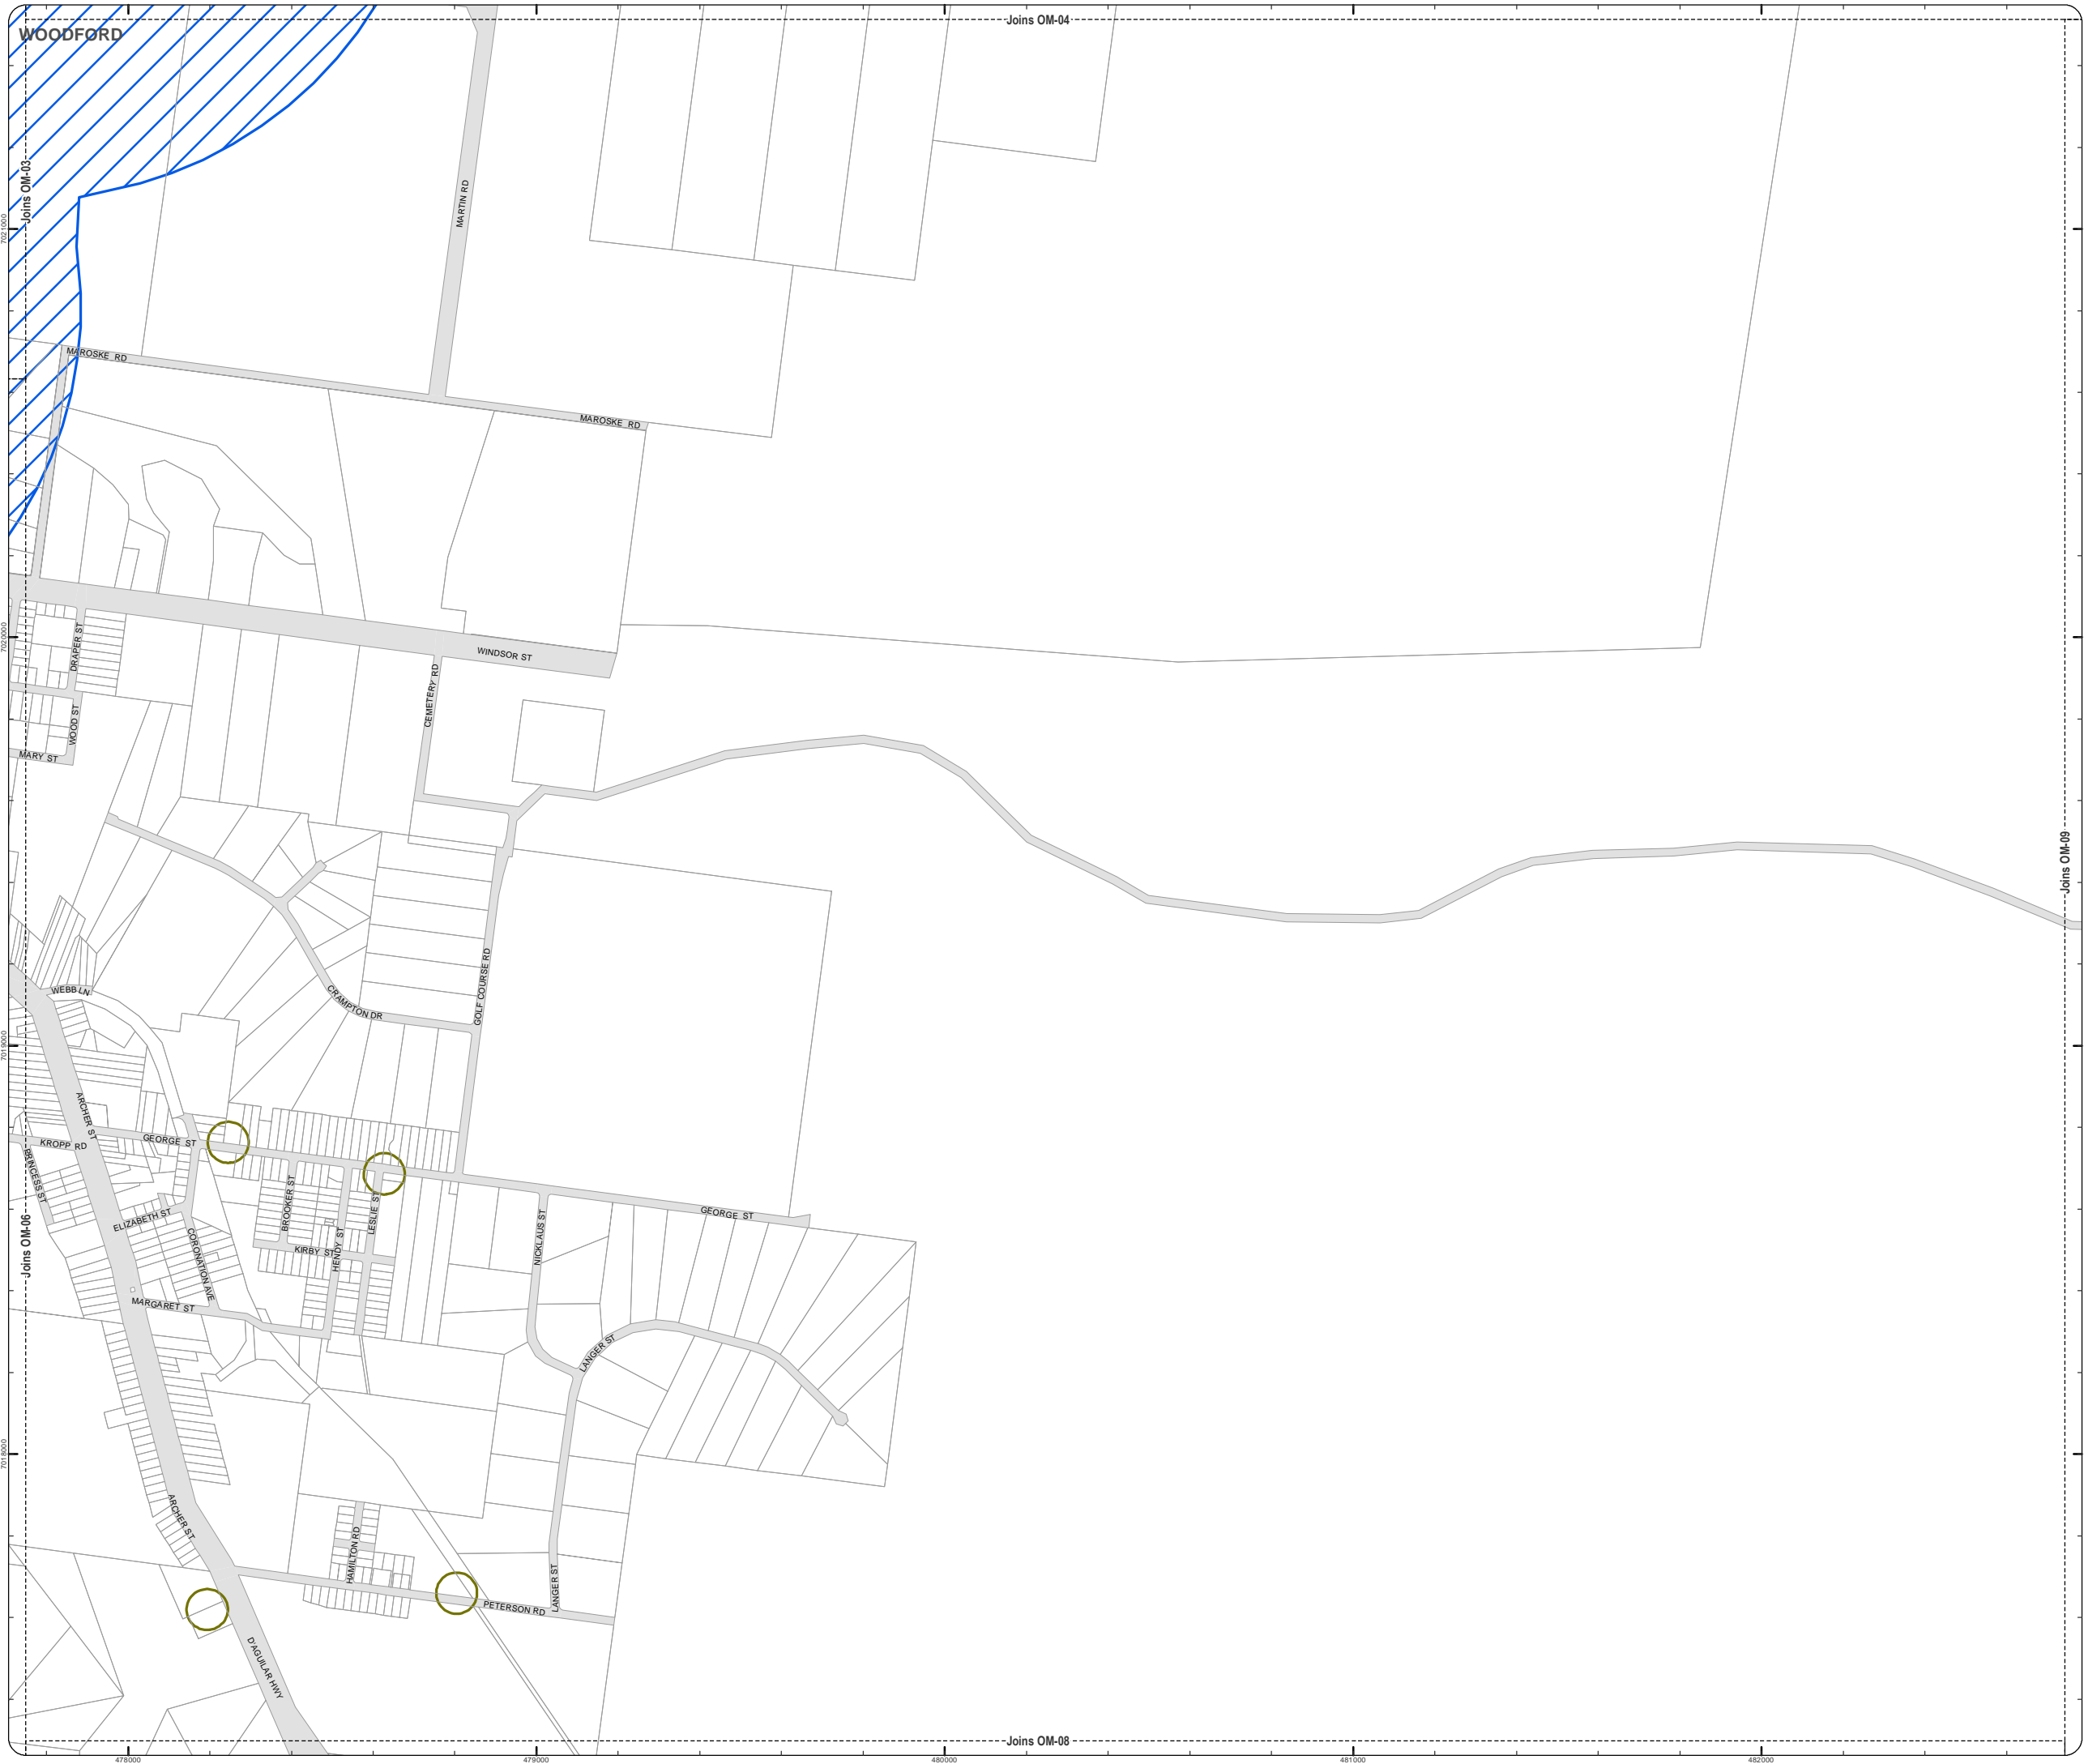 Joins OM-04
WOODFORD
Joins OM-03
7021000
MARTIN RD
MAROSKE RD
MAROSKE RD
7020000
DRAPER ST
WINDSOR ST
CEMETERY RD
WOOD ST
MARY ST
Joins OM-09
GOLF COURSE RD
WEBB LN
CRAMPTON DR
7019000
ARCHER ST
GEORGE ST
KROPP RD
PRINCESS ST
BROOKER ST
LESLIE ST
ELIZABETH ST
GEORGE ST
NICKLAUS ST
Joins OM-06
CORONATION AVE
KIRBY ST
HENDY ST
MARGARET ST
LANGER ST
7018000
ARCHER ST
HAMILTON RD
LANGER ST
PETERSON RD
D'AGUILAR HWY
Joins OM-08
478000
479000
480000
481000
482000